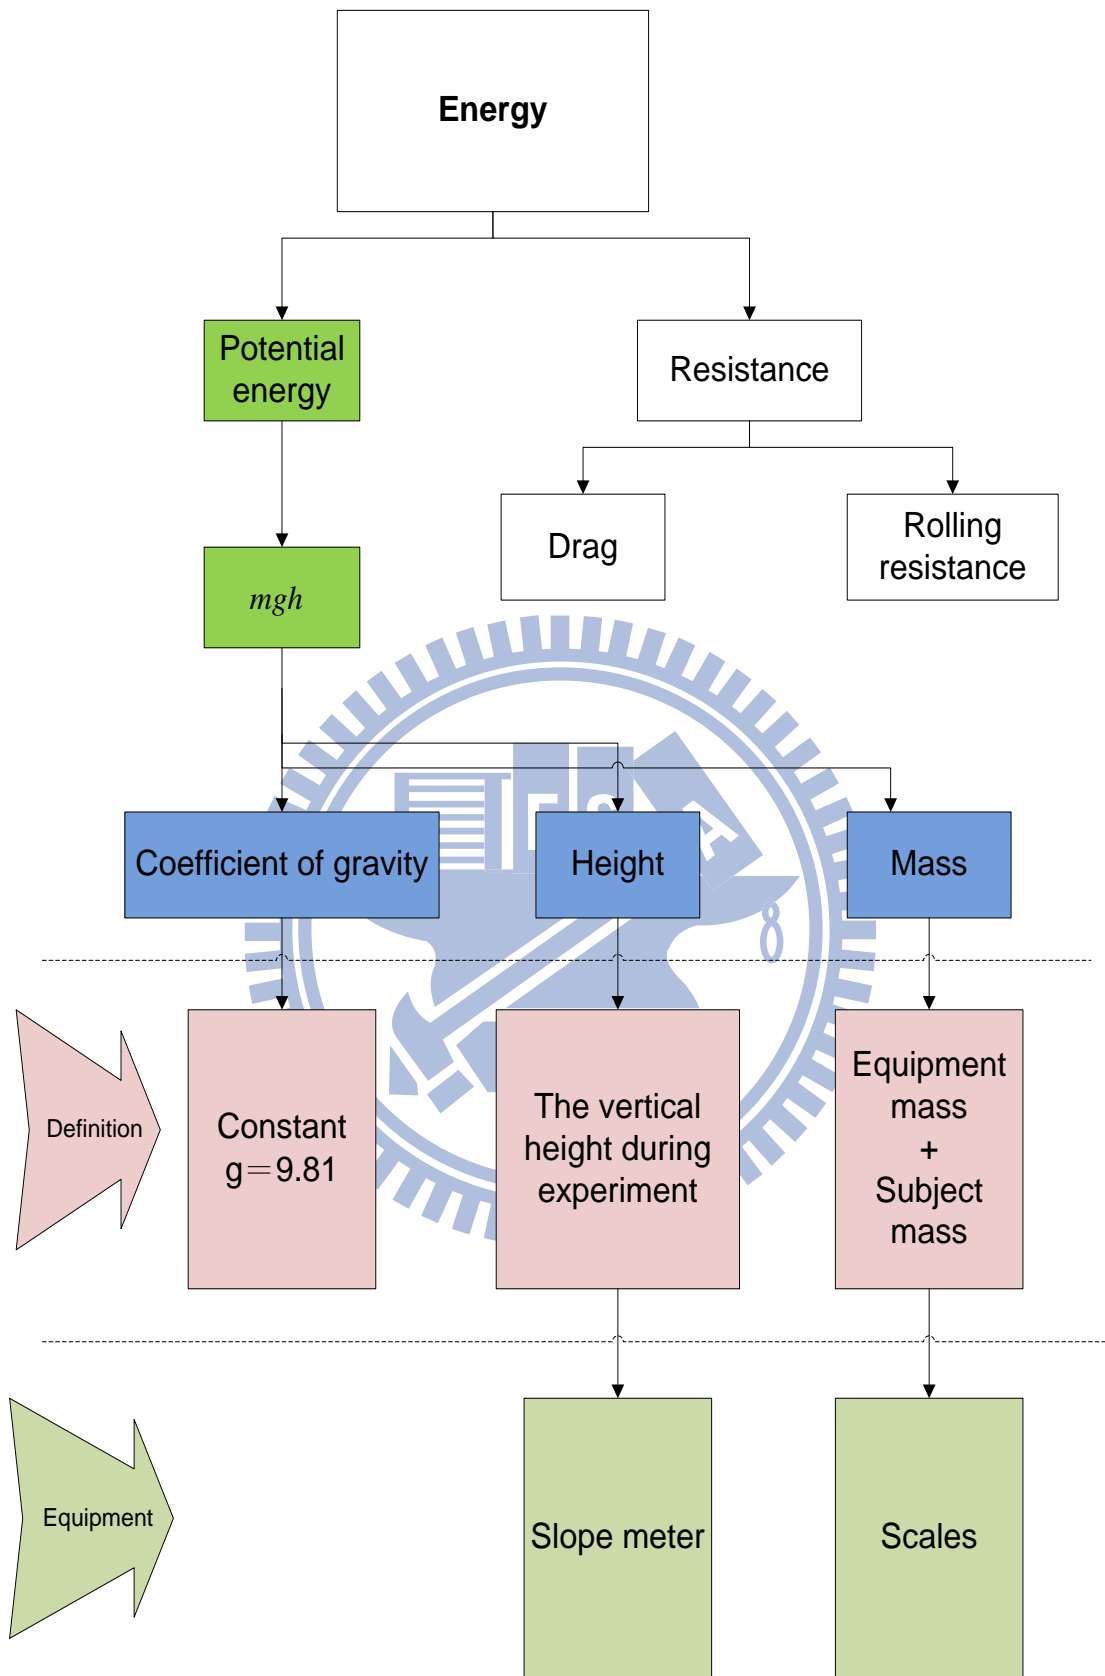 Energy
Potential
energy
Resistance
Drag
Rolling
resistance
mgh
Coefficient of gravity
Height
Mass
Definition
Constant
g＝9.81
The vertical
height during
experiment
Equipment
mass
+
Subject
mass
Equipment
Slope meter
Scales